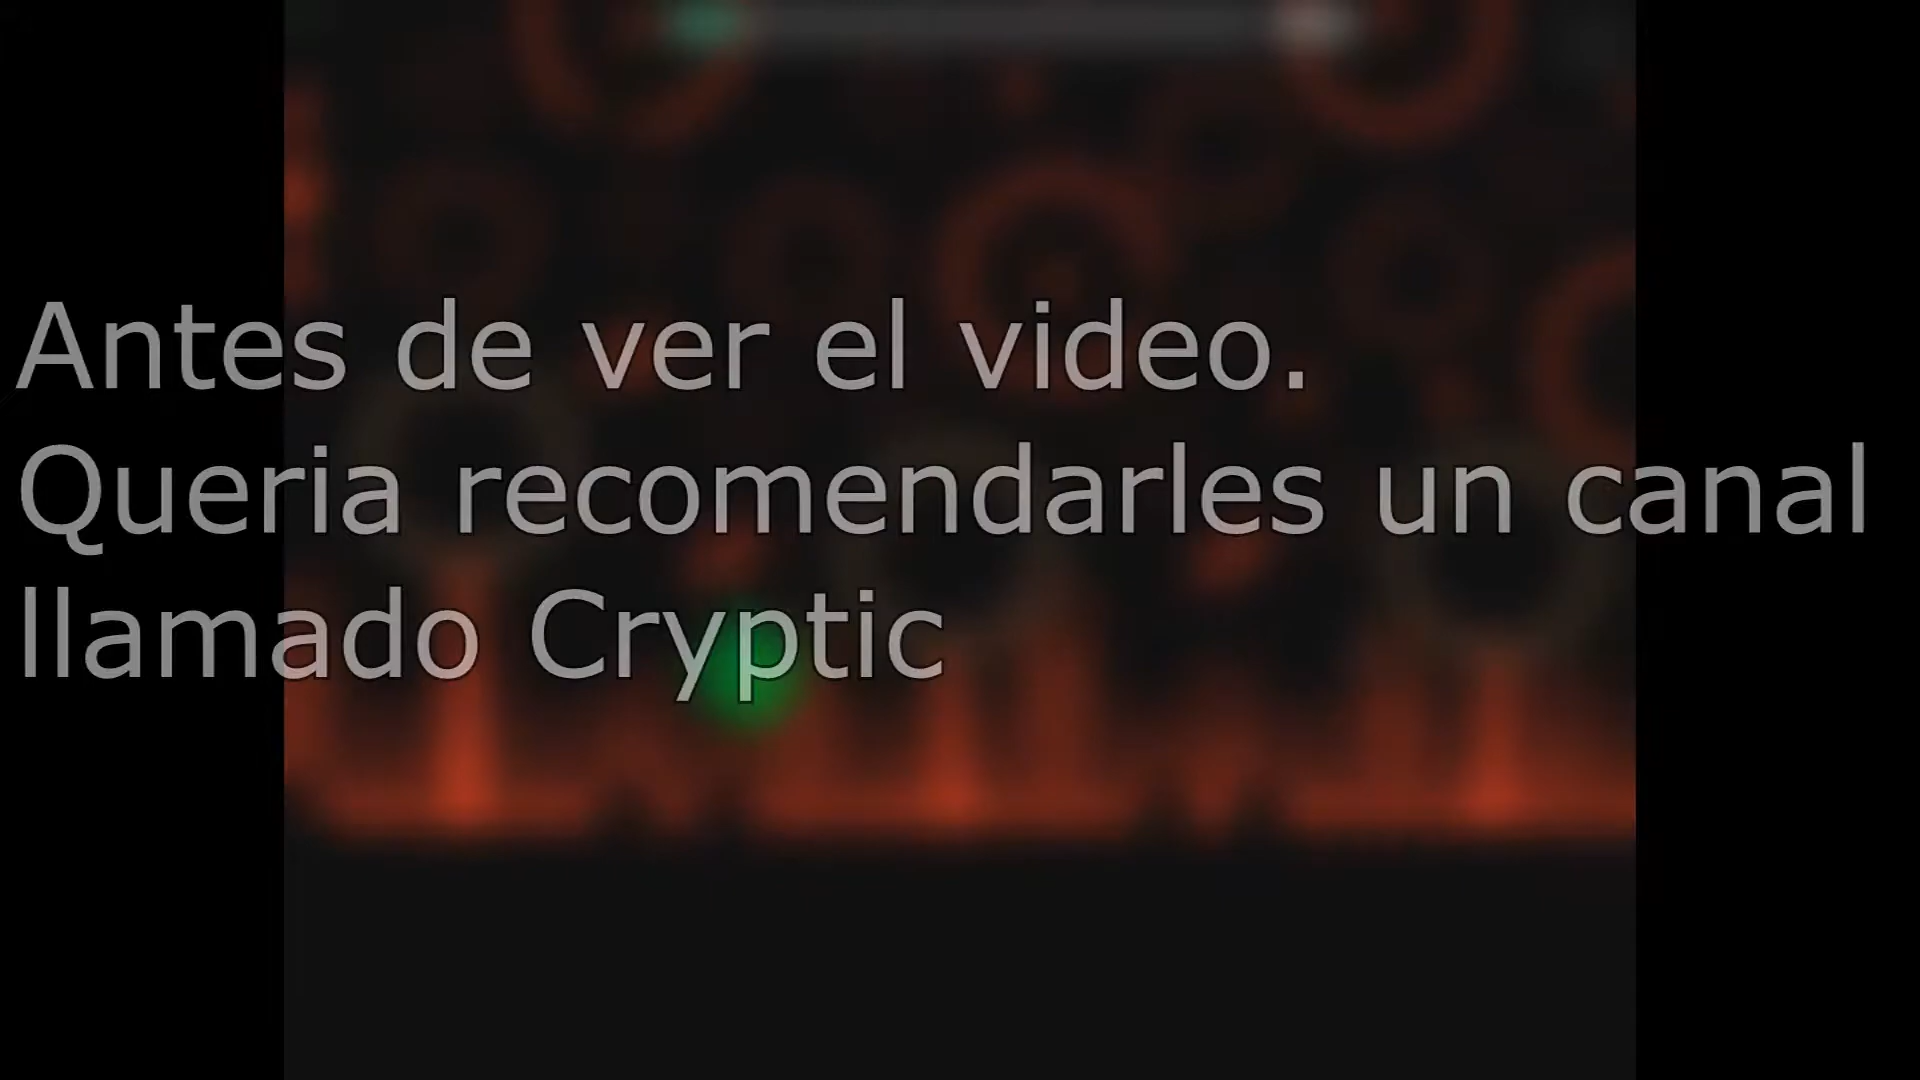 Antes de ver el video.
Queria recomendarles un canal
llamado Cryptic